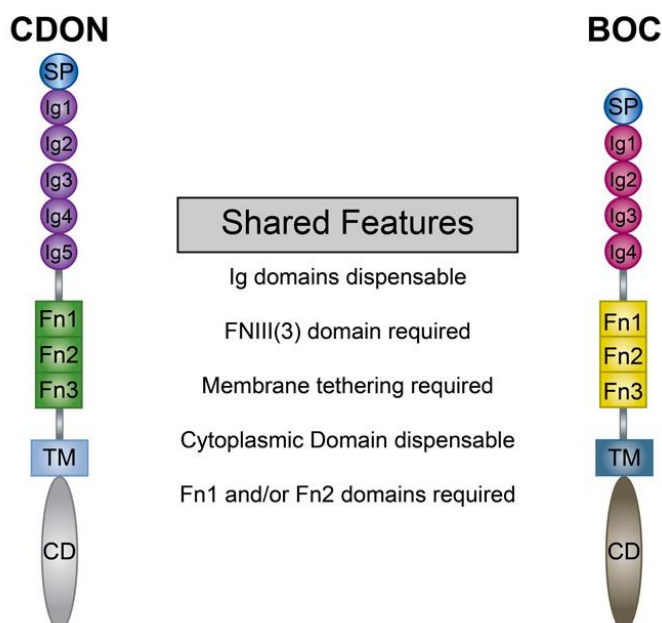 CDON
BOC
SP
Ig1
Ig2
Ig3
Ig4
Ig5
Fn1
Fn2
Fn3
TM
CD
Shared Features
Ig domains dispensable
FNIII(3) domain required
Membrane tethering required
Cytoplasmic Domain dispensable
Fn1 and/or Fn2 domains required
SP
Ig1
Ig2
Ig3
Ig4
Fn1
Fn2
Fn3
TM
CD